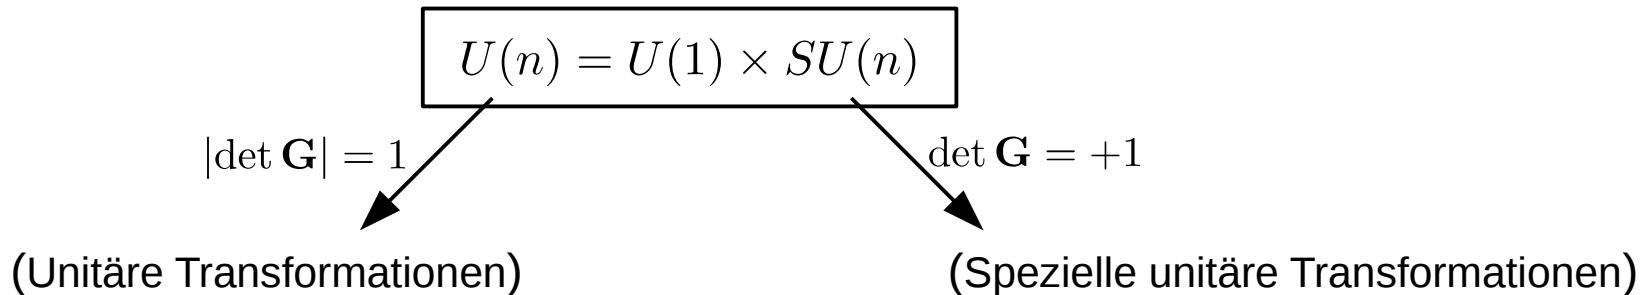 U(n) = U(1) × SU(n)
|det G| = 1 det G = +1
(Unitäre Transformationen) (Spezielle unitäre Transformationen)